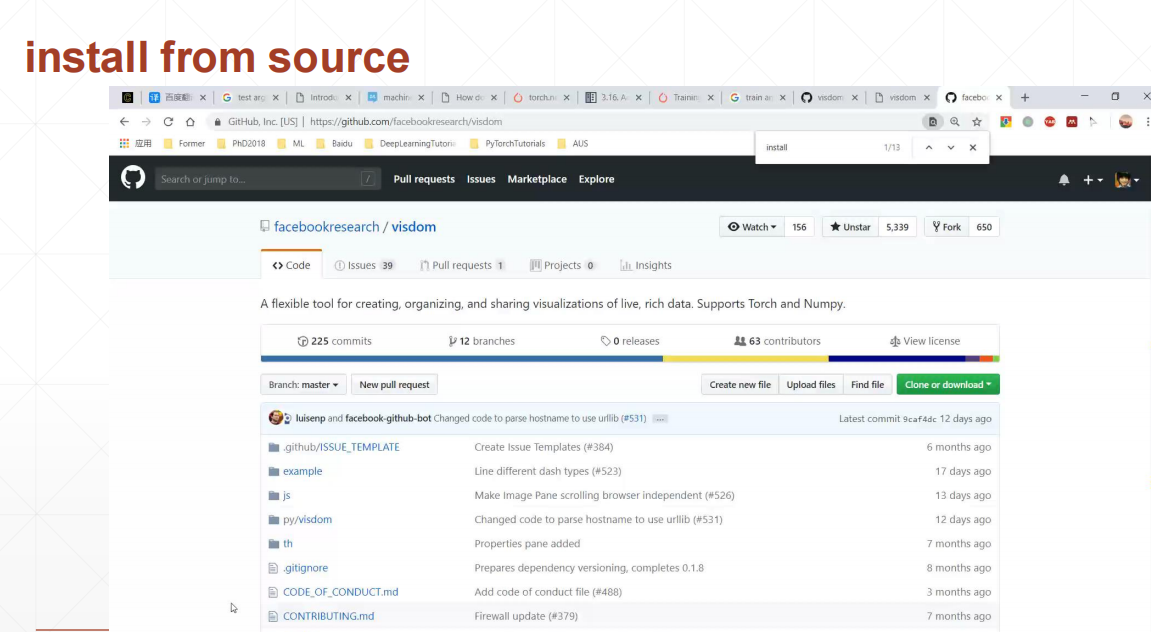 install from source
百度翻 test arg Introdu machine How do torch.nn 3.16. A Training train an visdom visdom facebo
GitHub, Inc. [US] | https://github.com/facebookresearch/visdom
应用 Former PhD2018 ML Baidu DeepLearningTutoria PyTorchTutorials AUS
install 1/13
Search or jump to... / Pull requests Issues Marketplace Explore
facebookresearch / visdom Watch 156 Unstar 5,339 Fork 650
Code Issues 39 Pull requests 1 Projects 0 Insights
A flexible tool for creating, organizing, and sharing visualizations of live, rich data. Supports Torch and Numpy.
225 commits 12 branches 0 releases 63 contributors View license
Branch: master New pull request Create new file Upload files Find file Clone or download
luisenp and facebook-github-bot Changed code to parse hostname to use urllib (#531) ... Latest commit 9caf4dc 12 days ago
.github/ISSUE_TEMPLATE Create Issue Templates (#384) 6 months ago
example Line different dash types (#523) 17 days ago
js Make Image Pane scrolling browser independent (#526) 13 days ago
py/visdom Changed code to parse hostname to use urllib (#531) 12 days ago
th Properties pane added 7 months ago
.gitignore Prepares dependency versioning, completes 0.1.8 8 months ago
CODE_OF_CONDUCT.md Add code of conduct file (#488) 3 months ago
CONTRIBUTING.md Firewall update (#379) 7 months ago